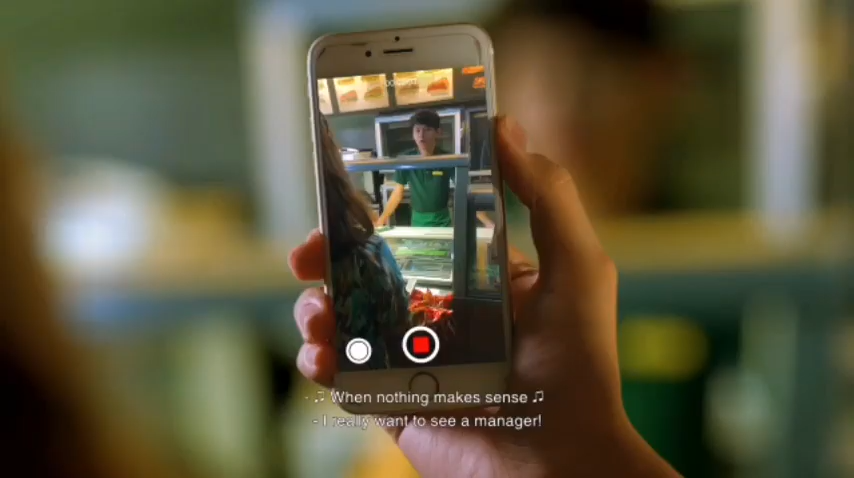 - ♫ When nothing makes sense ♫
- I really want to see a manager!